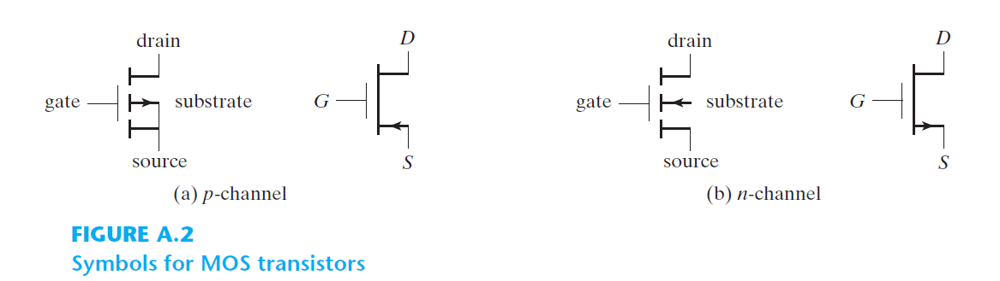 drain D drain D
gate substrate G gate substrate G
source S source S
(a) p-channel (b) n-channel
FIGURE A.2
Symbols for MOS transistors